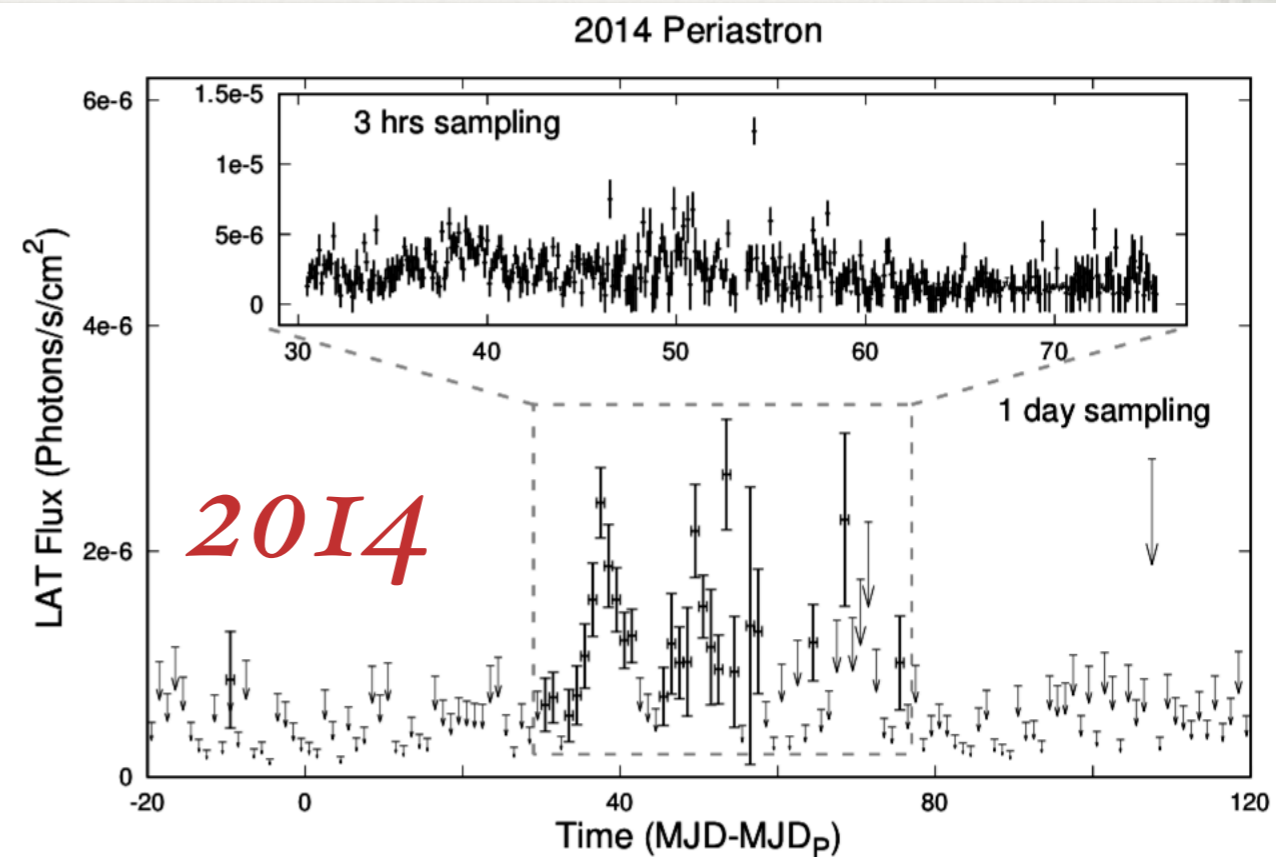 2014 Periastron
6e-6
4e-6
2e-6
0
LAT Flux (Photons/s/cm²)
1.5e-5
1e-5
5e-6
0
3 hrs sampling
30 40 50 60 70
1 day sampling
2014
-20 0 40 80 120
Time (MJD-MJD_P)